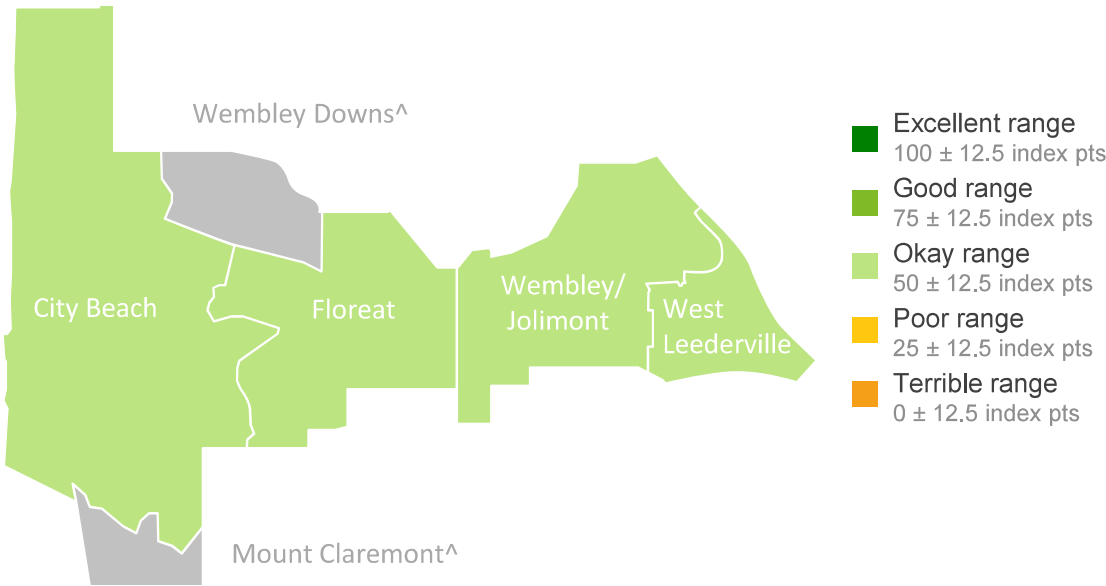 Wembley Downs^
City Beach
Floreat
Wembley/
Jolimont
West
Leederville
Mount Claremont^
Excellent range
100 ± 12.5 index pts
Good range
75 ± 12.5 index pts
Okay range
50 ± 12.5 index pts
Poor range
25 ± 12.5 index pts
Terrible range
0 ± 12.5 index pts